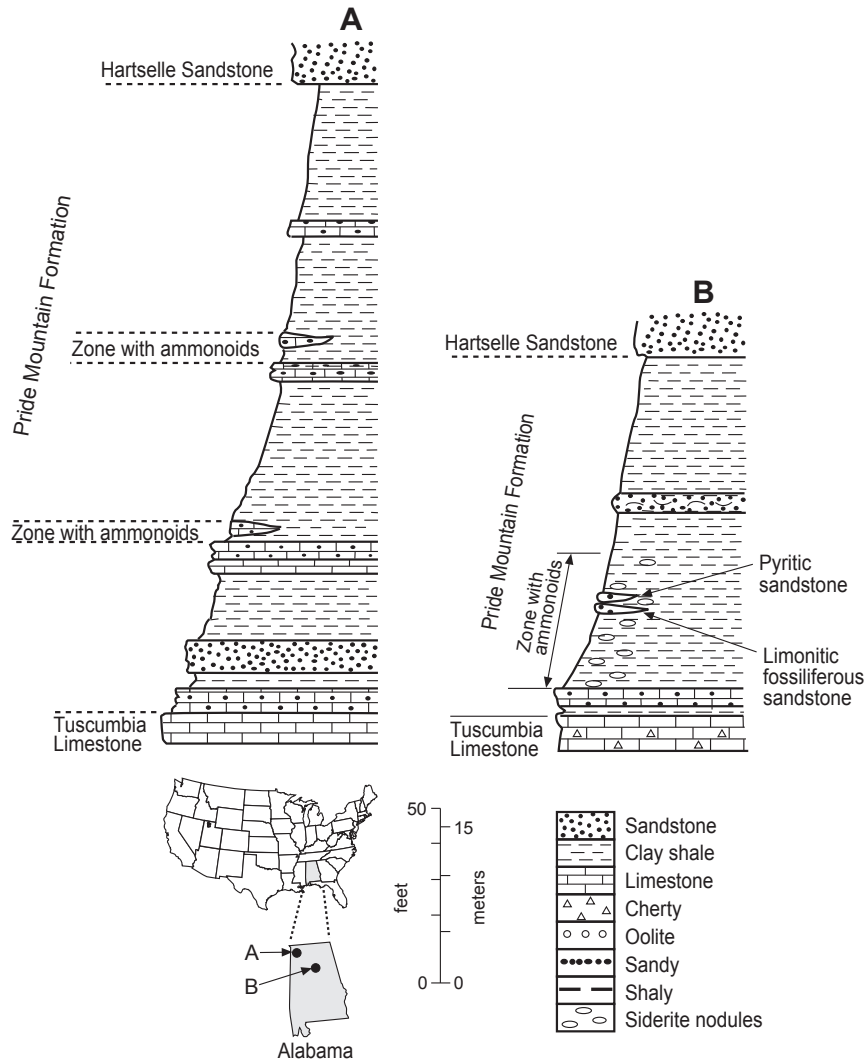 A
Hartselle Sandstone
Pride Mountain Formation
Zone with ammonoids
Zone with ammonoids
Tuscumbia
Limestone
B
Hartselle Sandstone
Pride Mountain Formation
Zone with
ammonoids
Pyritic
sandstone
Limonitic
fossiliferous
sandstone
Tuscumbia
Limestone
A
B
Alabama
50
15
feet
meters
0
0
Sandstone
Clay shale
Limestone
Cherty
Oolite
Sandy
Shaly
Siderite nodules